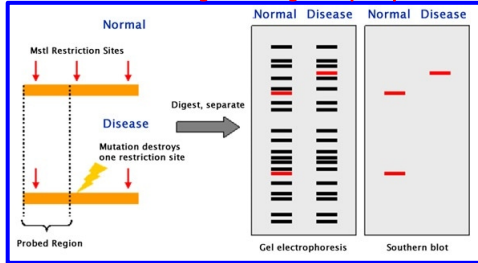 Normal
MstI Restriction Sites
Disease
Mutation destroys
one restriction site
Probed Region
Digest, separate
Normal Disease
Gel electrophoresis
Normal Disease
Southern blot